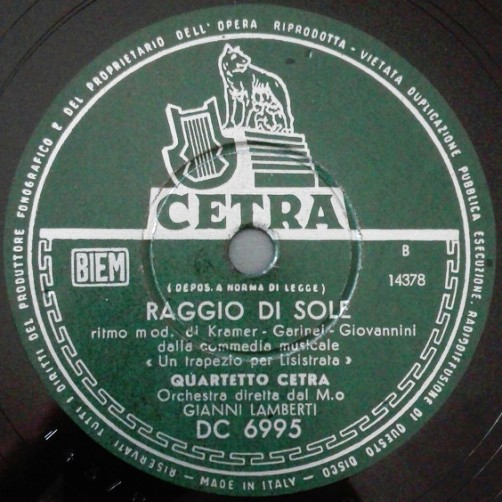 RISERVATI TUTTI I DIRITTI DEL PRODUTTORE FONOGRAFICO E DEL PROPRIETARIO DELL'OPERA RIPRODOTTA - VIETATA DUPLICAZIONE PUBBLICA ESECUZIONE - RADIODIFFUSIONE DI QUESTO DISCO
CETRA
BIEM
B
14378
( DEPOS. A NORMA DI LEGGE )
RAGGIO DI SOLE
ritmo mod. di Kramer - Garinei - Giovannini
dalla commedia musicale
« Un trapezio per Lisistrata »
QUARTETTO CETRA
Orchestra diretta dal M.o
GIANNI LAMBERTI
DC 6995
- MADE IN ITALY -